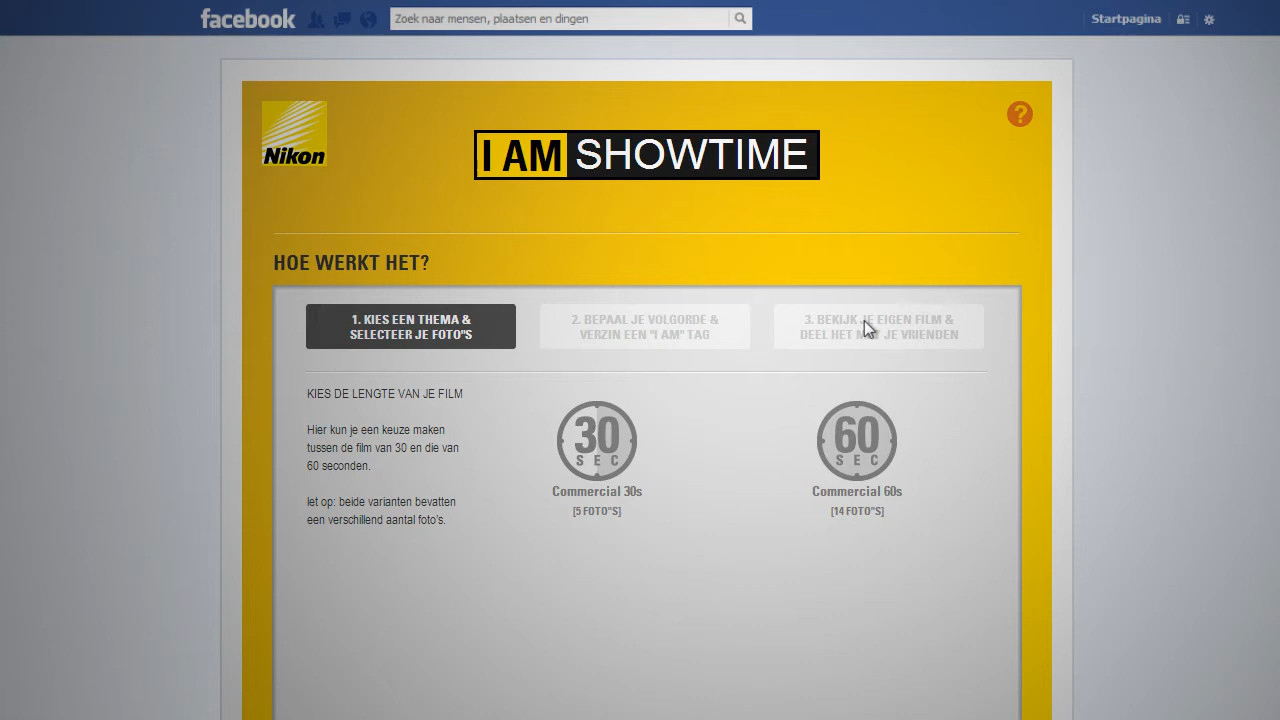 facebook
Zoek naar mensen, plaatsen en dingen
Startpagina
Nikon
?
I AM SHOWTIME
HOE WERKT HET?
1. KIES EEN THEMA &
SELECTEER JE FOTO"S
2. BEPAAL JE VOLGORDE &
VERZIN EEN "I AM" TAG
3. BEKIJK JE EIGEN FILM &
DEEL HET MET JE VRIENDEN
KIES DE LENGTE VAN JE FILM
Hier kun je een keuze maken
tussen de film van 30 en die van
60 seconden.
let op: beide varianten bevatten
een verschillend aantal foto's.
30
SEC
Commercial 30s
[5 FOTO"S]
60
SEC
Commercial 60s
[14 FOTO"S]